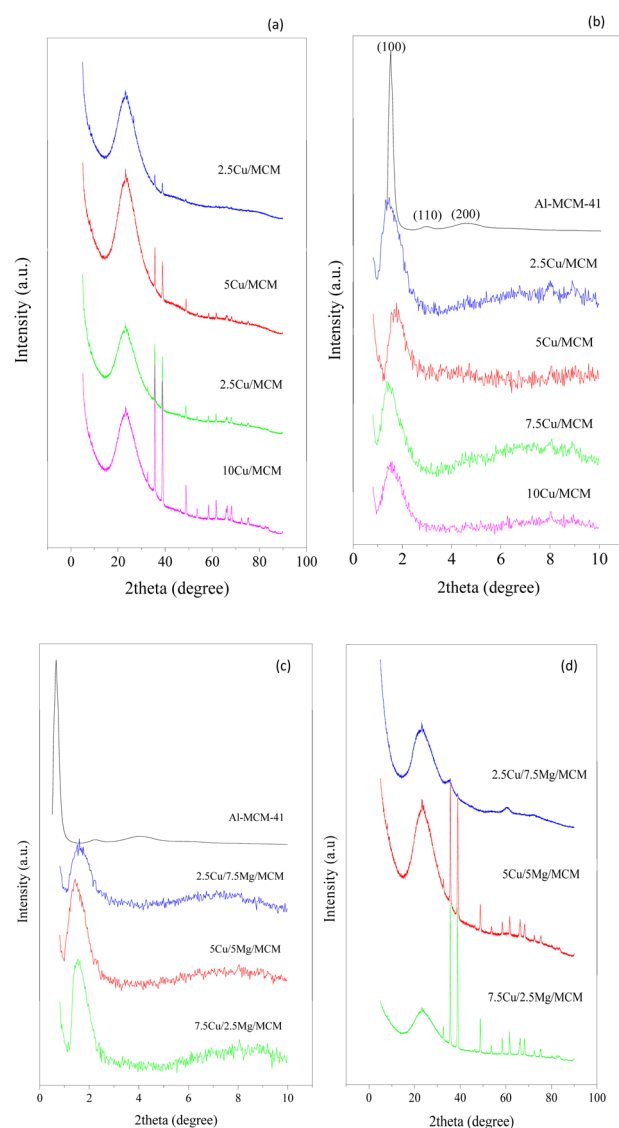 (a)
2.5Cu/MCM
5Cu/MCM
2.5Cu/MCM
10Cu/MCM
Intensity (a.u.)
0 20 40 60 80 100
2theta (degree)
(b)
(100)
(110) (200)
Al-MCM-41
2.5Cu/MCM
5Cu/MCM
7.5Cu/MCM
10Cu/MCM
Intensity (a.u.)
0 2 4 6 8 10
2theta (degree)
(c)
Al-MCM-41
2.5Cu/7.5Mg/MCM
5Cu/5Mg/MCM
7.5Cu/2.5Mg/MCM
Intensity (a.u.)
0 2 4 6 8 10
2theta (degree)
(d)
2.5Cu/7.5Mg/MCM
5Cu/5Mg/MCM
7.5Cu/2.5Mg/MCM
Intensity (a.u)
0 20 40 60 80 100
2theta (degree)